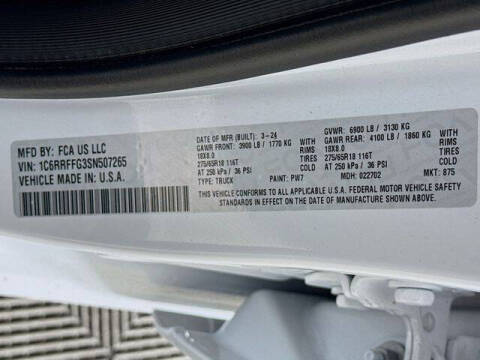 MFD BY: FCA US LLC
VIN: 1C6RRFFG3SN507265
VEHICLE MADE IN: U.S.A.
DATE OF MFR (BUILT): 3-24
GAWR FRONT: 3900 LB / 1770 KG
18X8.0
275/65R18 116T
AT 250 kPa / 36 PSI
TYPE: TRUCK
GVWR: 6900 LB / 3130 KG
GAWR REAR: 4100 LB / 1860 KG
RIMS 18X8.0
TIRES 275/65R18 116T
COLD AT 250 kPa / 36 PSI
PAINT: PW7
MDH: 022702
RIMS
TIRES
COLD
MKT: 875
THIS VEHICLE CONFORMS TO ALL APPLICABLE U.S.A. FEDERAL MOTOR VEHICLE SAFETY
STANDARDS IN EFFECT ON THE DATE OF MANUFACTURE SHOWN ABOVE